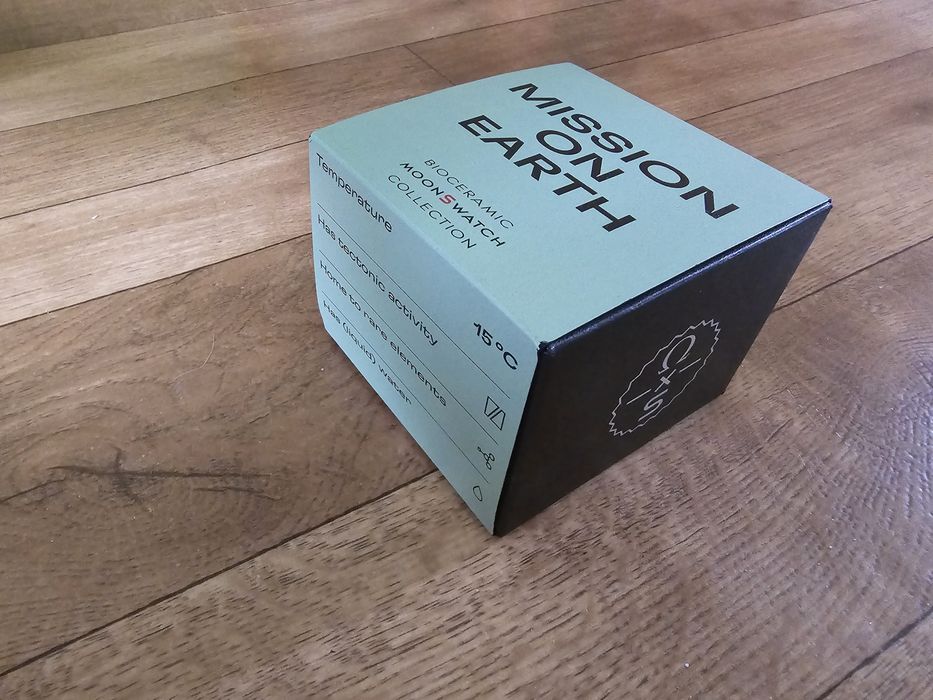 MISSION
ON
EARTH
BIOCERAMIC
MOONSWATCH
COLLECTION
Temperature 15°C
Has tectonic activity
Home to rare elements
Has (liquid) water
C×S